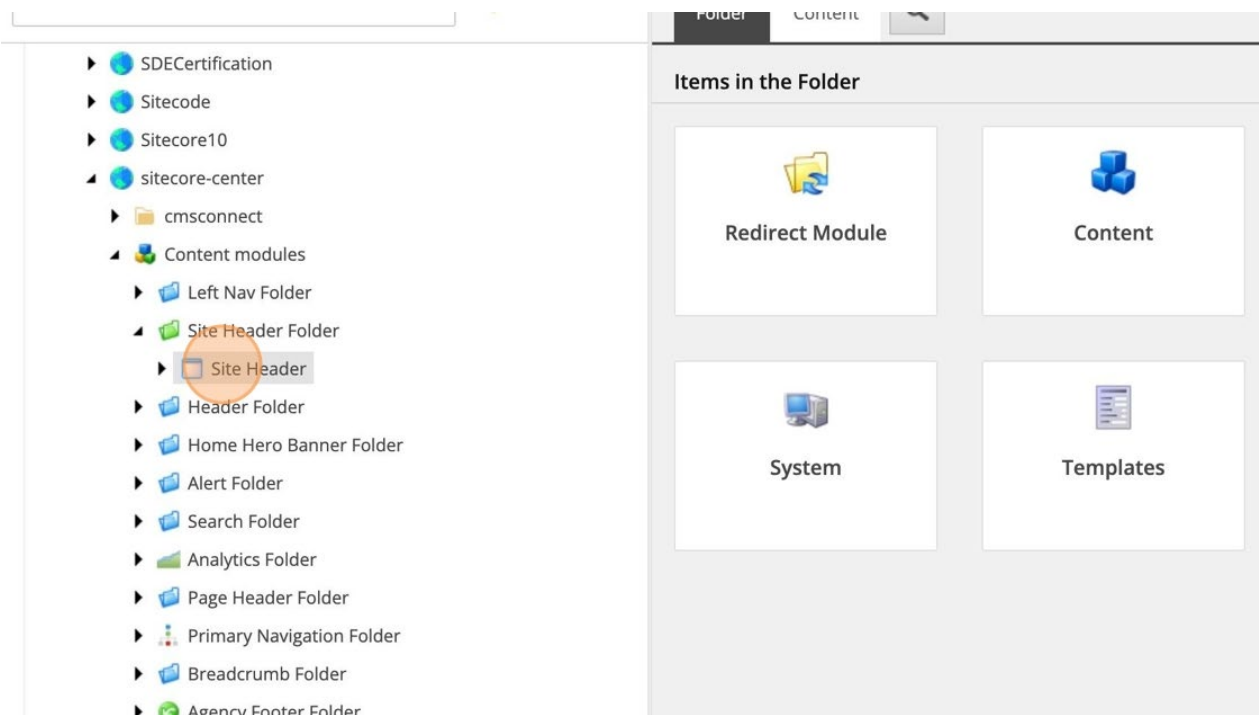 Folder Content
SDECertification
Sitecode
Sitecore10
sitecore-center
cmsconnect
Content modules
Left Nav Folder
Site Header Folder
Site Header
Header Folder
Home Hero Banner Folder
Alert Folder
Search Folder
Analytics Folder
Page Header Folder
Primary Navigation Folder
Breadcrumb Folder
Agency Footer Folder
Items in the Folder
Redirect Module
Content
System
Templates